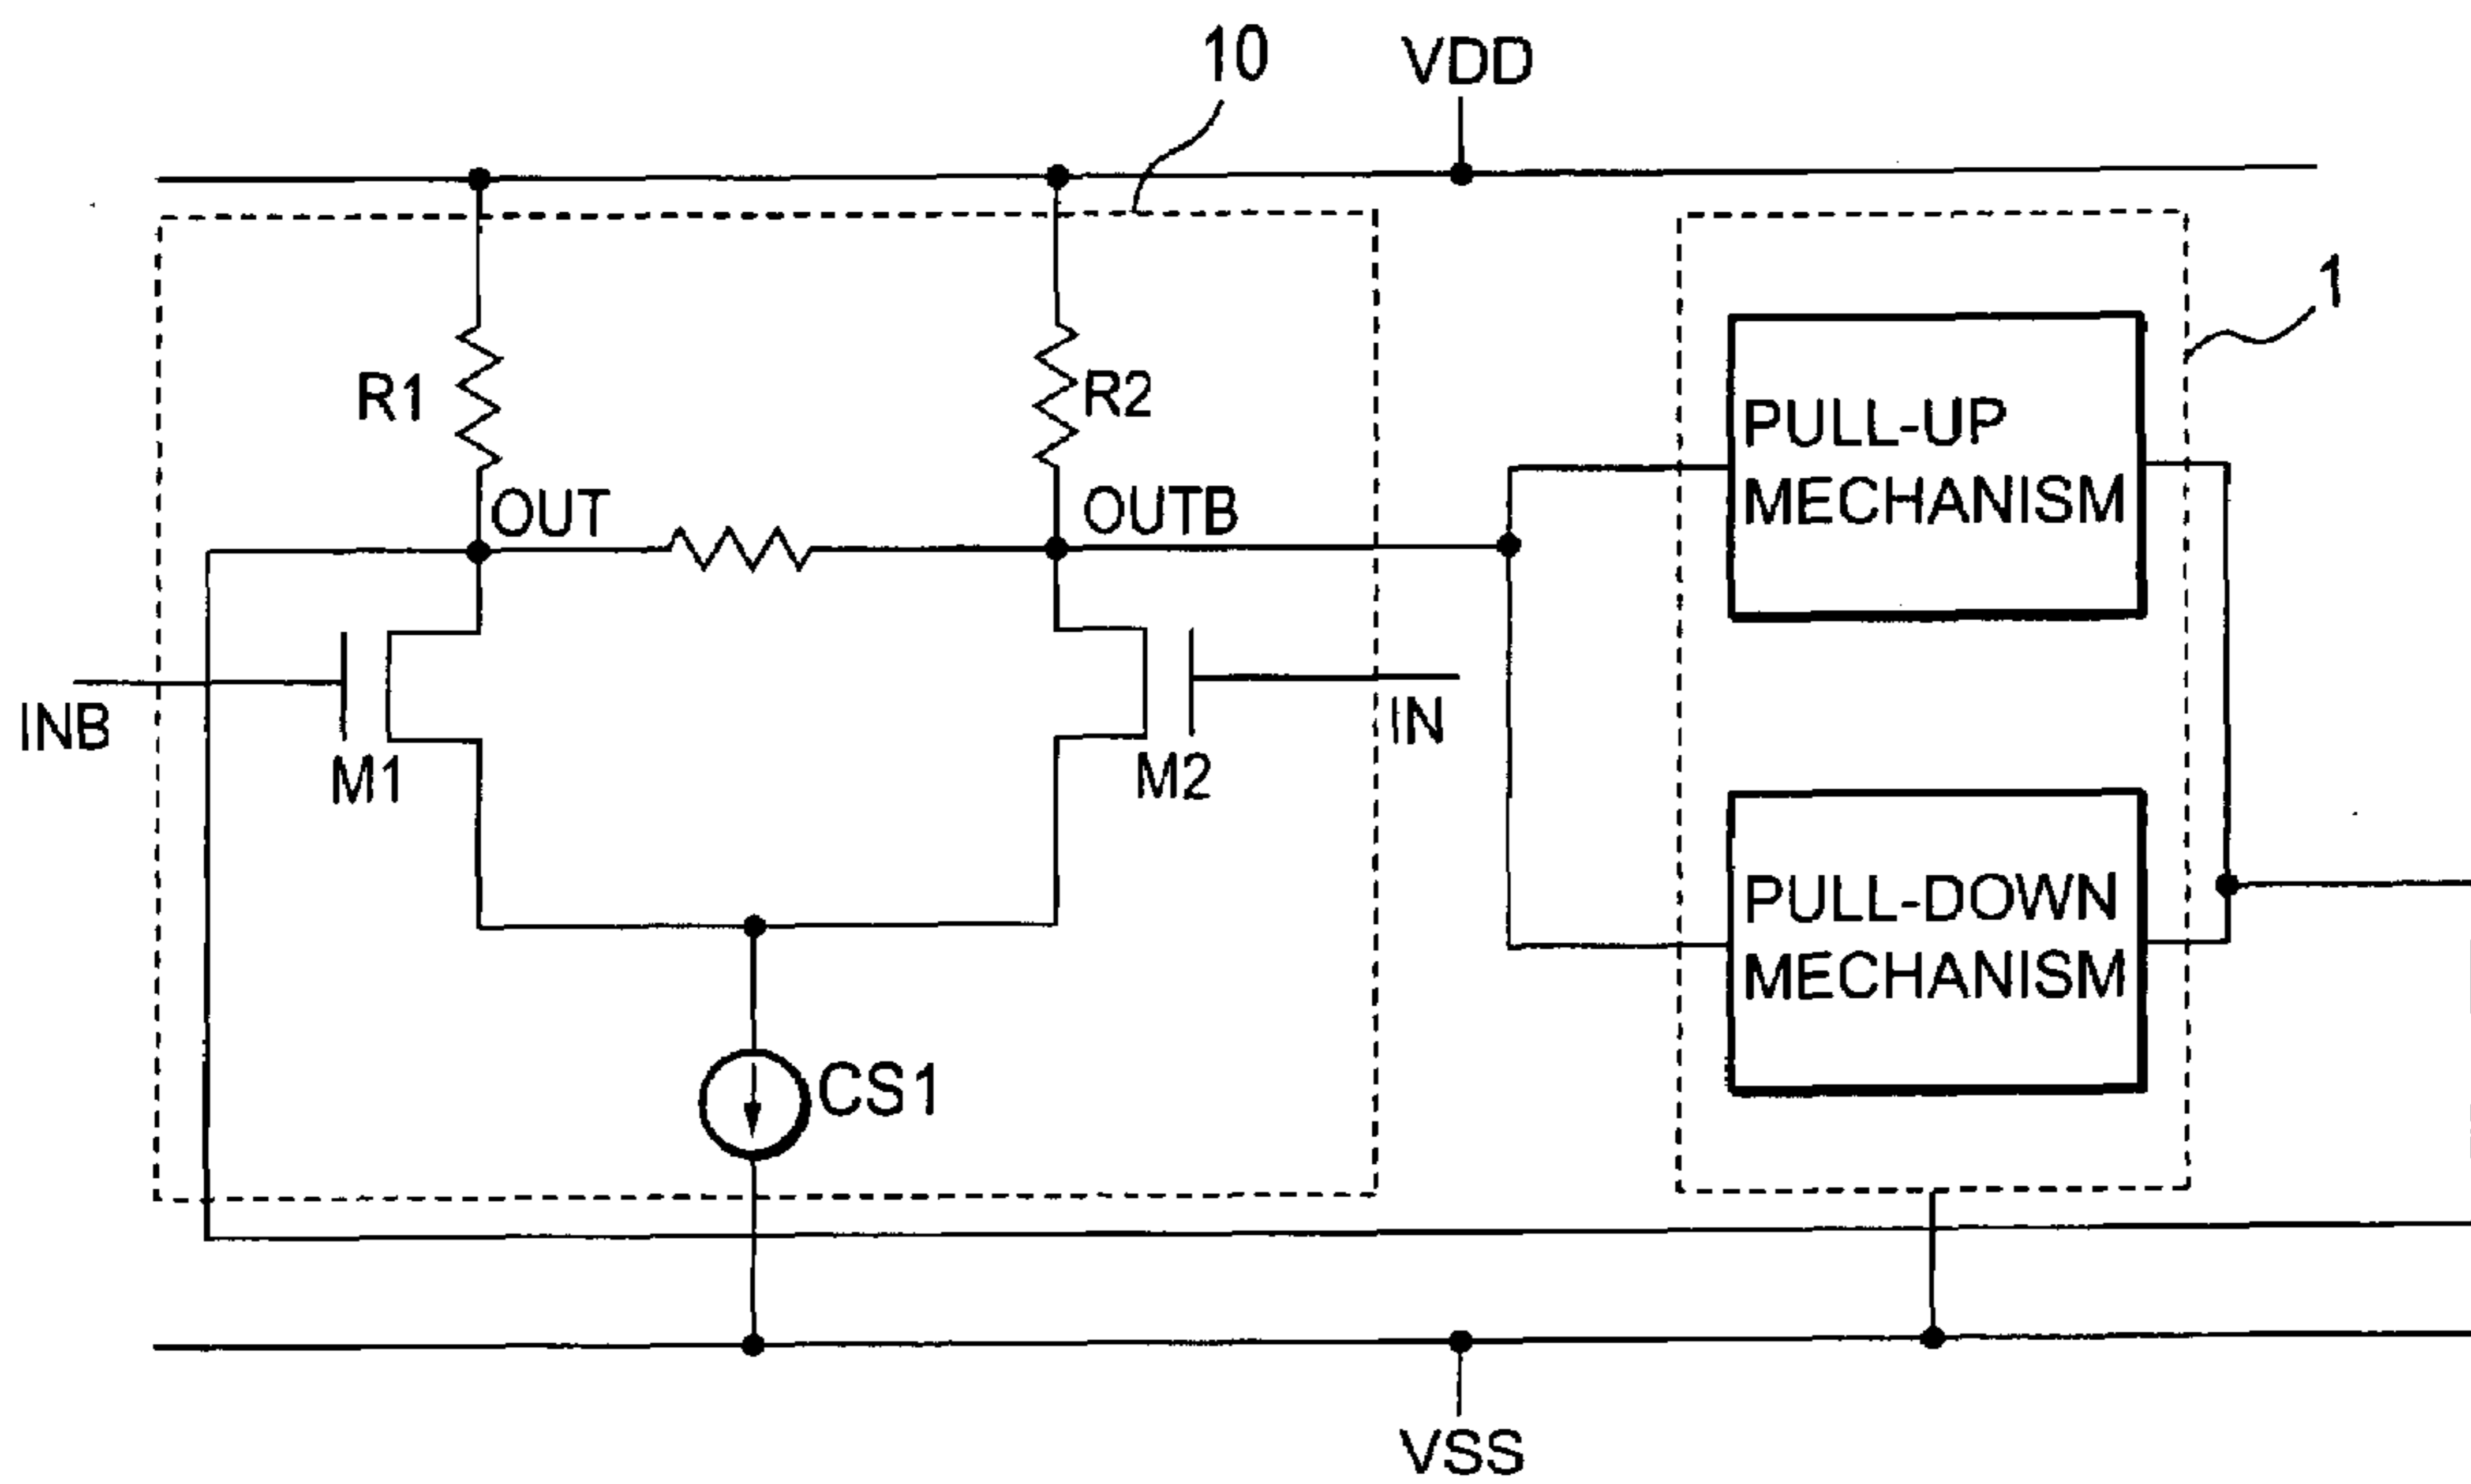 10
VDD
1
R1
R2
PULL-UP
MECHANISM
OUT
OUTB
INB
M1
M2
IN
PULL-DOWN
MECHANISM
CS1
VSS